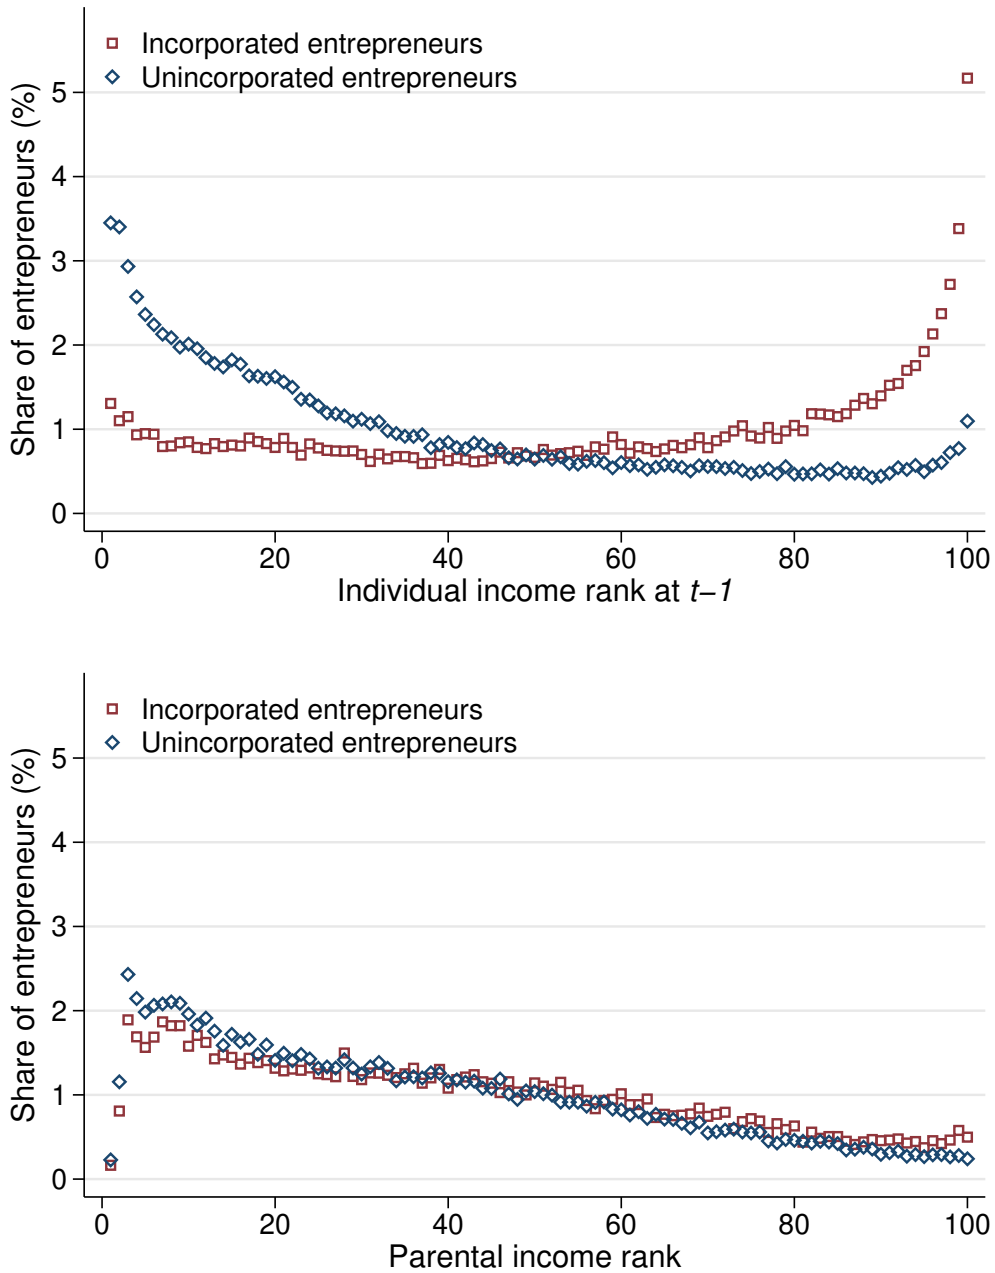 Incorporated entrepreneurs
Unincorporated entrepreneurs
Share of entrepreneurs (%)
5
4
3
2
1
0
0 20 40 60 80 100
Individual income rank at t−1
Incorporated entrepreneurs
Unincorporated entrepreneurs
Share of entrepreneurs (%)
5
4
3
2
1
0
0 20 40 60 80 100
Parental income rank